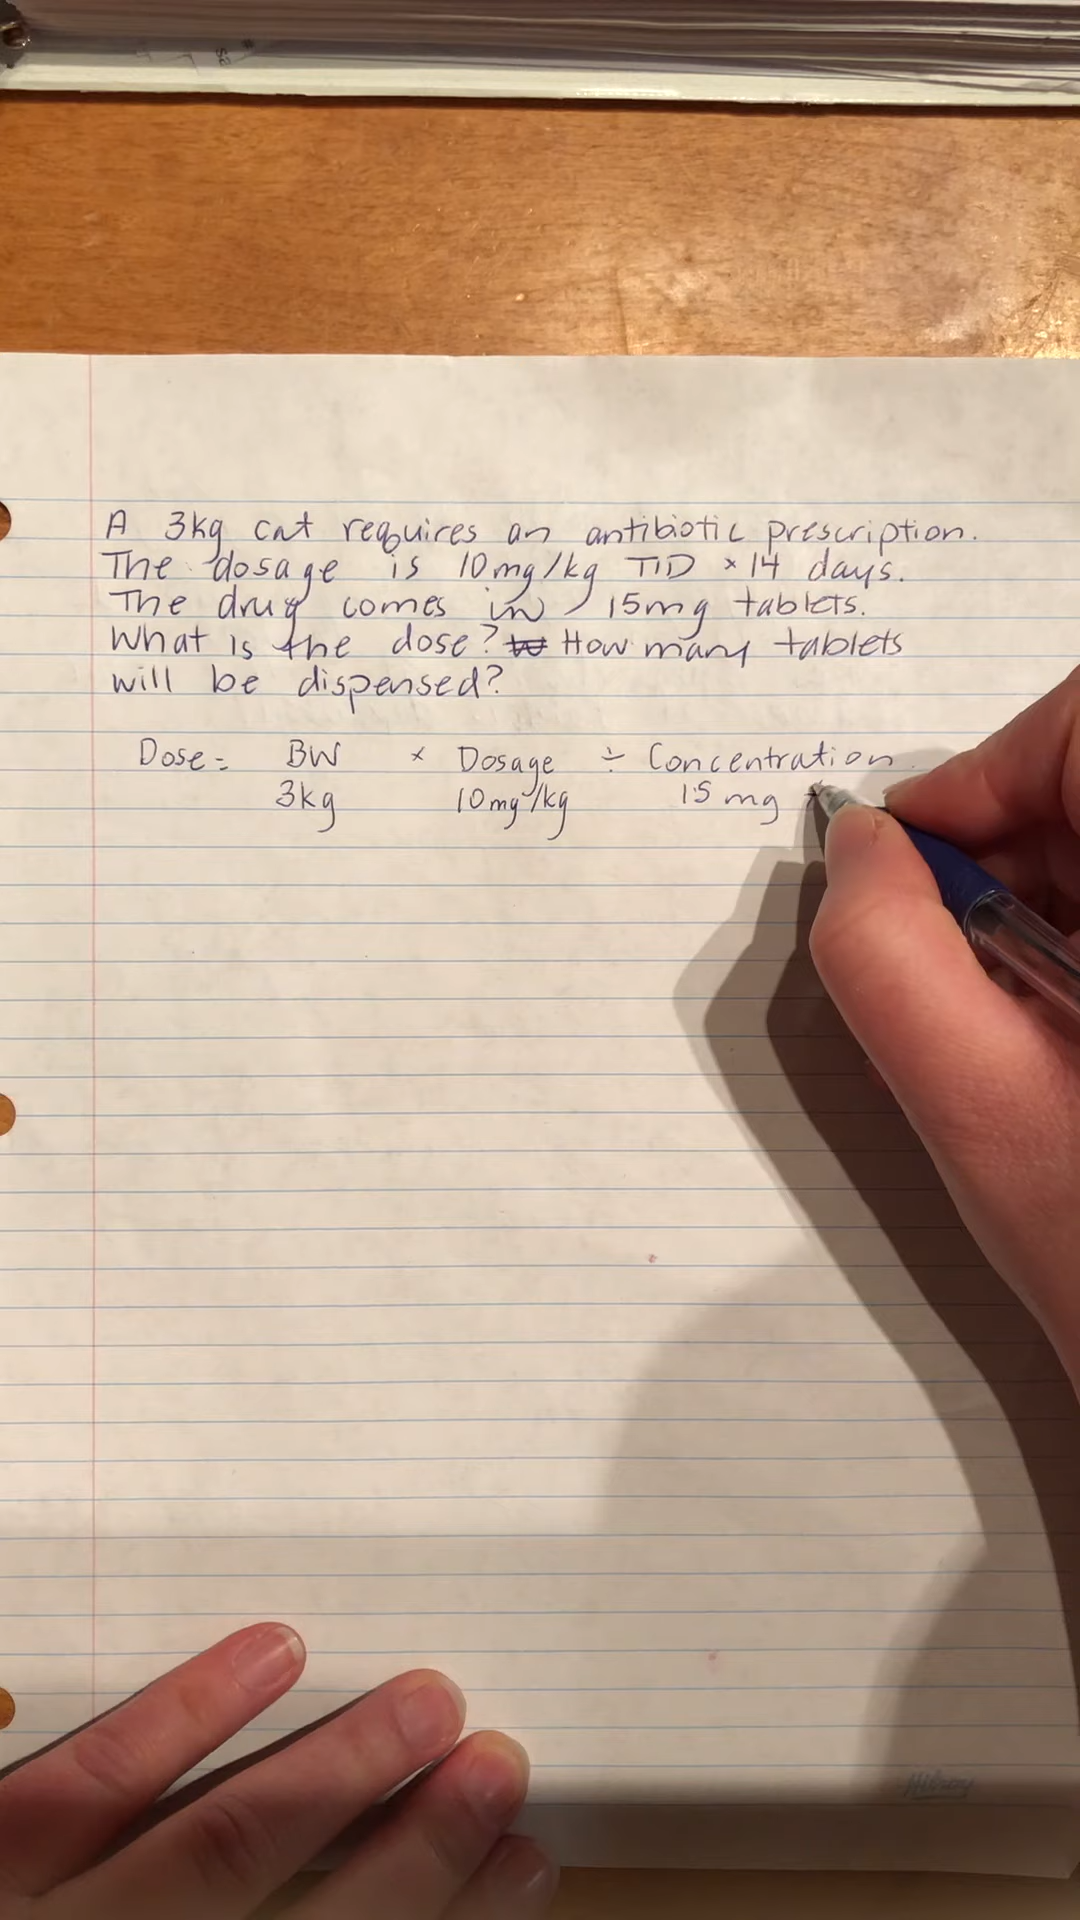 A 3kg cat requires an antibiotic prescription.
The dosage is 10mg/kg TID × 14 days.
The drug comes in 15mg tablets.
What is the dose? How many tablets
will be dispensed?
Dose = BW × Dosage ÷ Concentration
3kg 10mg/kg 15 mg
Hilroy